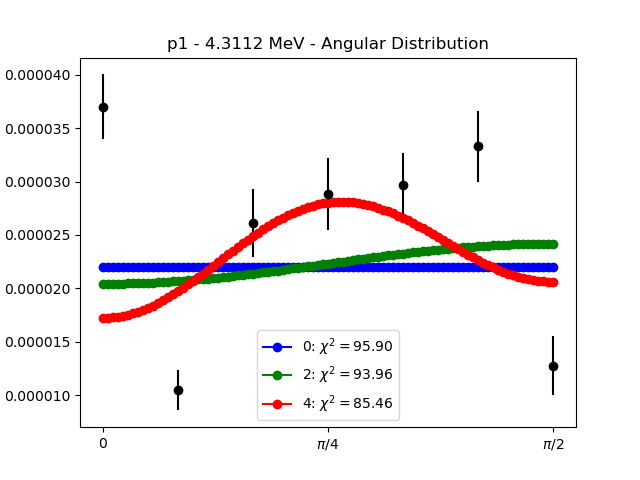 p1 - 4.3112 MeV - Angular Distribution
0.000040
0.000035
0.000030
0.000025
0.000020
0.000015
0.000010
0: χ² = 95.90
2: χ² = 93.96
4: χ² = 85.46
0
π/4
π/2